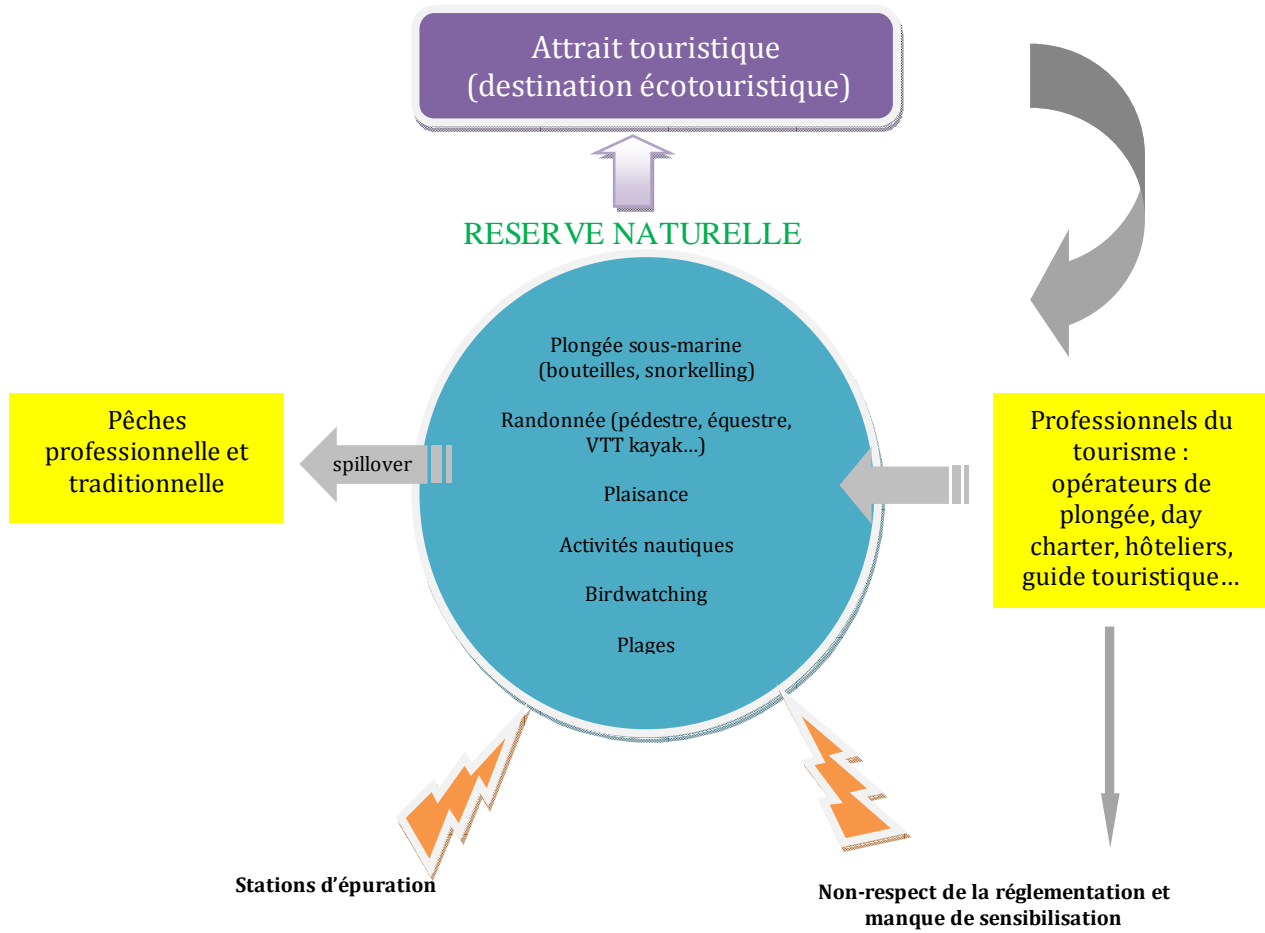 Attrait touristique
(destination écotouristique)
RESERVE NATURELLE
Plongée sous-marine
(bouteilles, snorkelling)
Randonnée (pédestre, équestre,
VTT kayak…)
Plaisance
Activités nautiques
Birdwatching
Plages
Pêches
professionnelle et
traditionnelle
spillover
Professionnels du
tourisme :
opérateurs de
plongée, day
charter, hôteliers,
guide touristique…
Stations d’épuration
Non-respect de la réglementation et
manque de sensibilisation